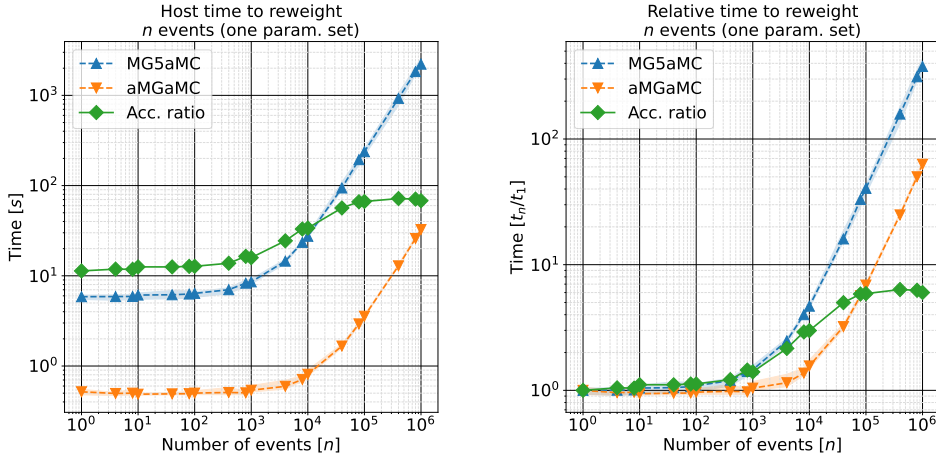 Host time to reweight
n events (one param. set)
MG5aMC
aMGaMC
Acc. ratio
Time [s]
10³
10²
10¹
10⁰
10⁰ 10¹ 10² 10³ 10⁴ 10⁵ 10⁶
Number of events [n]
Relative time to reweight
n events (one param. set)
MG5aMC
aMGaMC
Acc. ratio
Time [tₙ/t₁]
10²
10¹
10⁰
10⁰ 10¹ 10² 10³ 10⁴ 10⁵ 10⁶
Number of events [n]